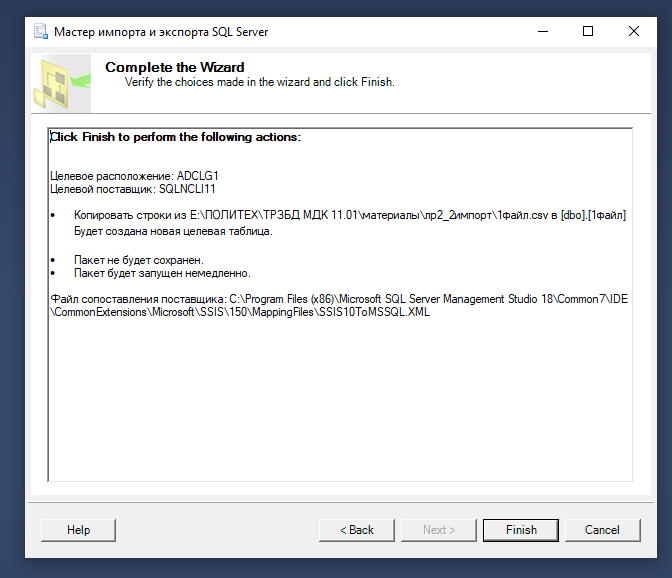 Мастер импорта и экспорта SQL Server
Complete the Wizard
Verify the choices made in the wizard and click Finish.
Click Finish to perform the following actions:
Целевое расположение: ADCLG1
Целевой поставщик: SQLNCLI11
• Копировать строки из E:\ПОЛИТЕХ\ТРЗБД МДК 11.01\материалы\пр2_2импорт\1файл.csv в [dbo].[1файл]
Будет создана новая целевая таблица.
• Пакет не будет сохранен.
• Пакет будет запущен немедленно.
Файл сопоставления поставщика: C:\Program Files (x86)\Microsoft SQL Server Management Studio 18\Common7\IDE
\CommonExtensions\Microsoft\SSIS\150\MappingFiles\SSIS10ToMSSQL.XML
Help
< Back
Next >
Finish
Cancel